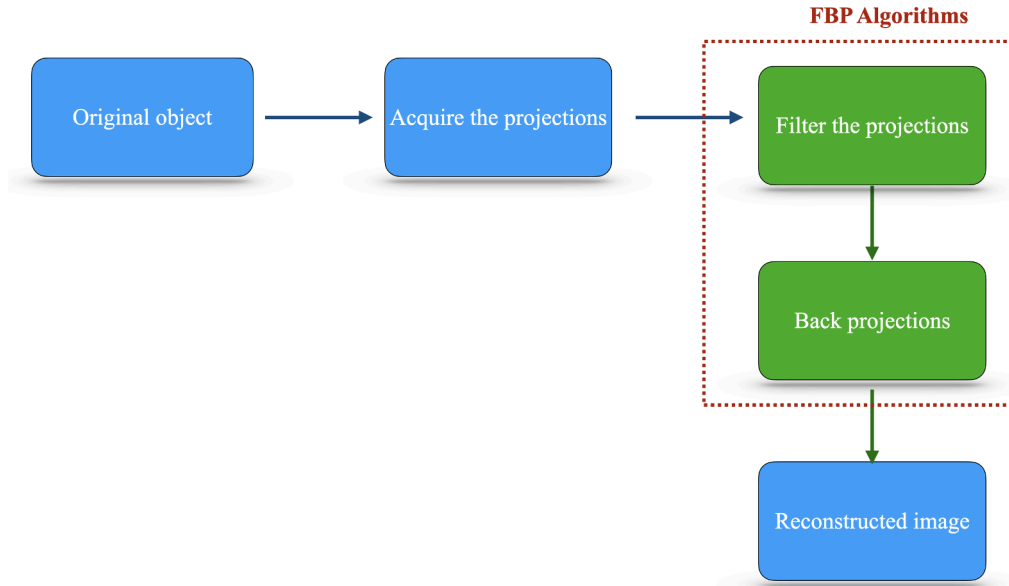 FBP Algorithms
Original object
Acquire the projections
Filter the projections
Back projections
Reconstructed image